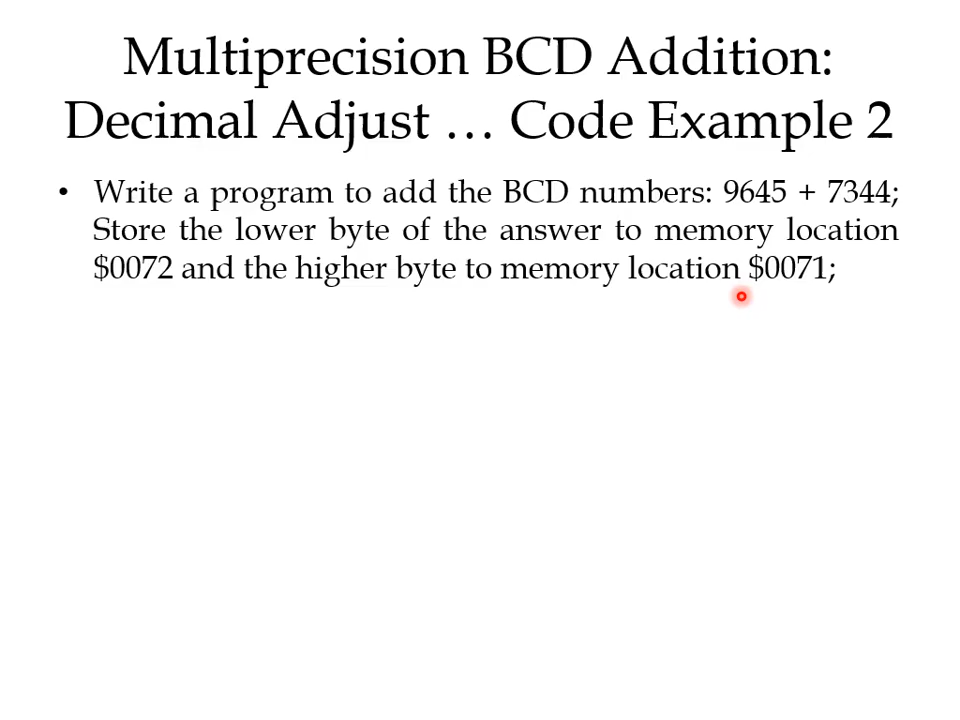 Multiprecision BCD Addition:
Decimal Adjust … Code Example 2
• Write a program to add the BCD numbers: 9645 + 7344;
Store the lower byte of the answer to memory location
$0072 and the higher byte to memory location $0071;